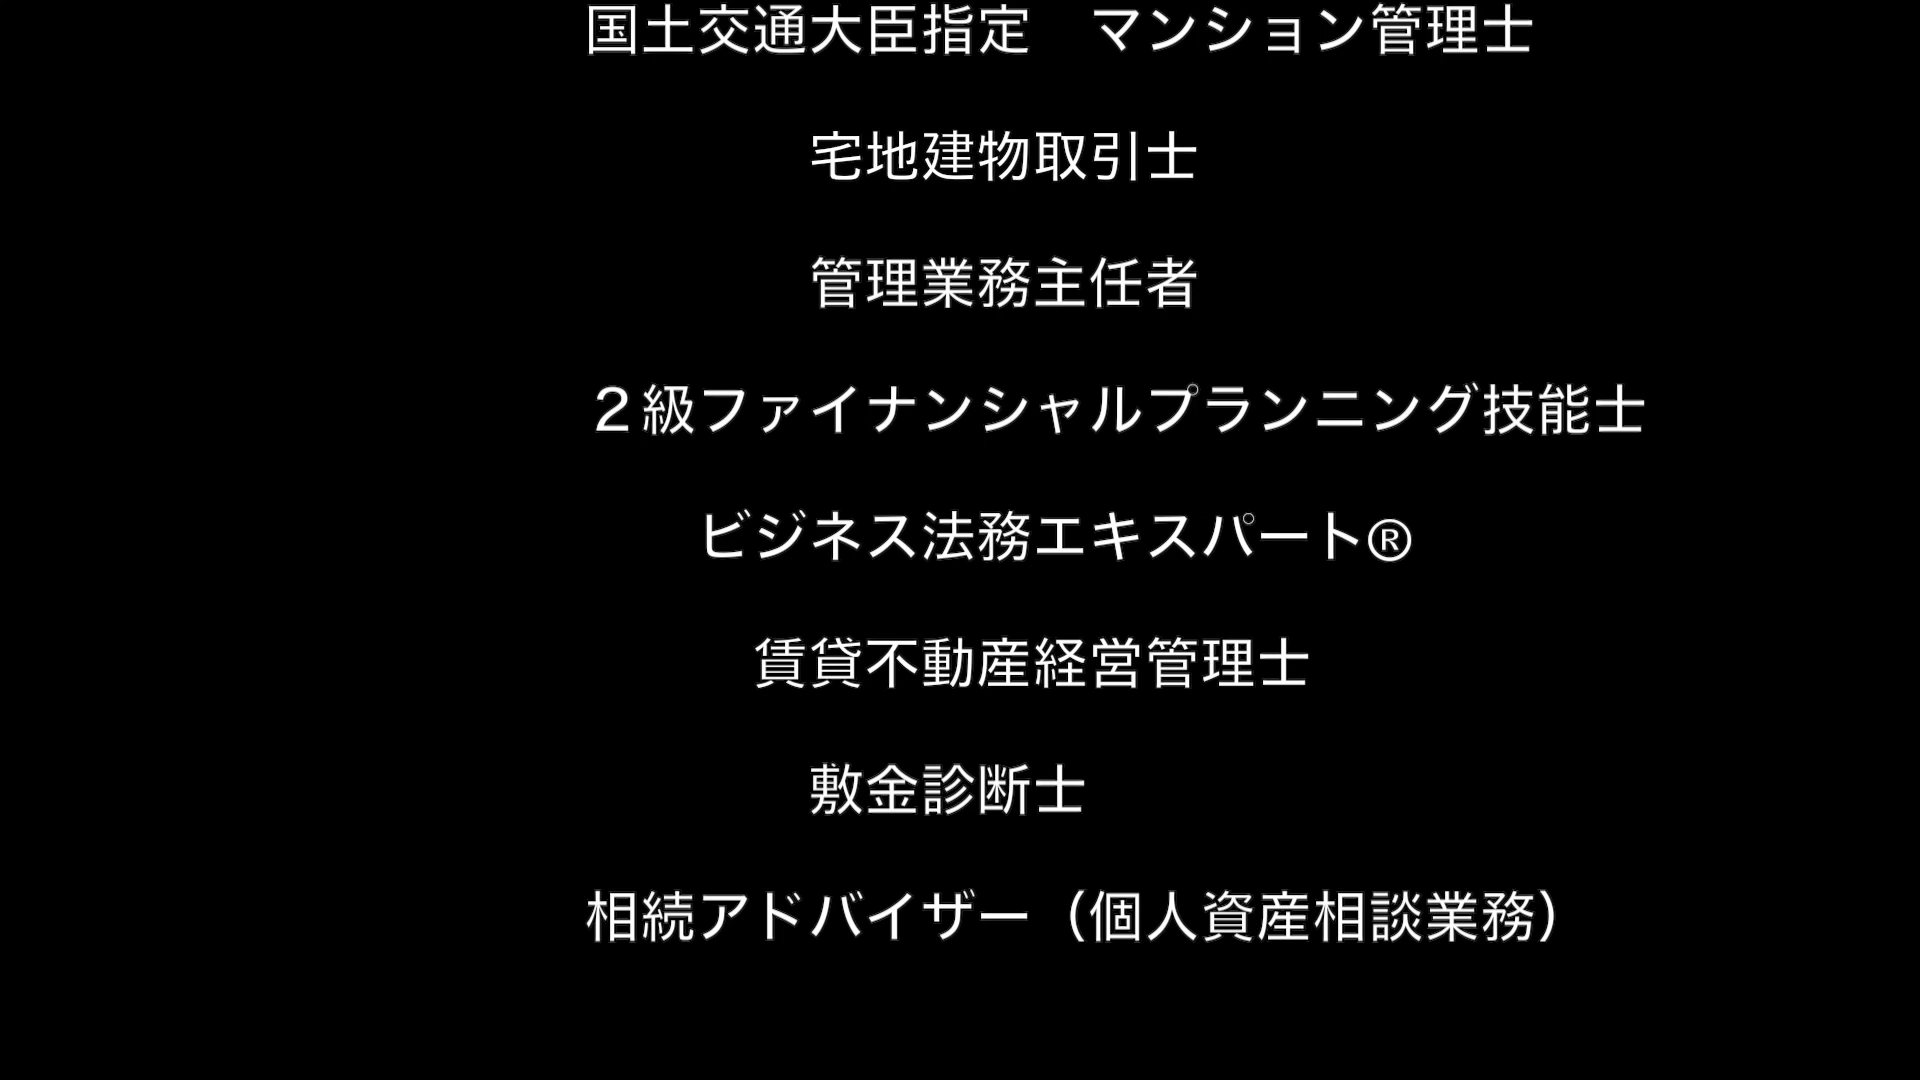 国土交通大臣指定　マンション管理士
宅地建物取引士
管理業務主任者
２級ファイナンシャルプランニング技能士
ビジネス法務エキスパート®
賃貸不動産経営管理士
敷金診断士
相続アドバイザー（個人資産相談業務）